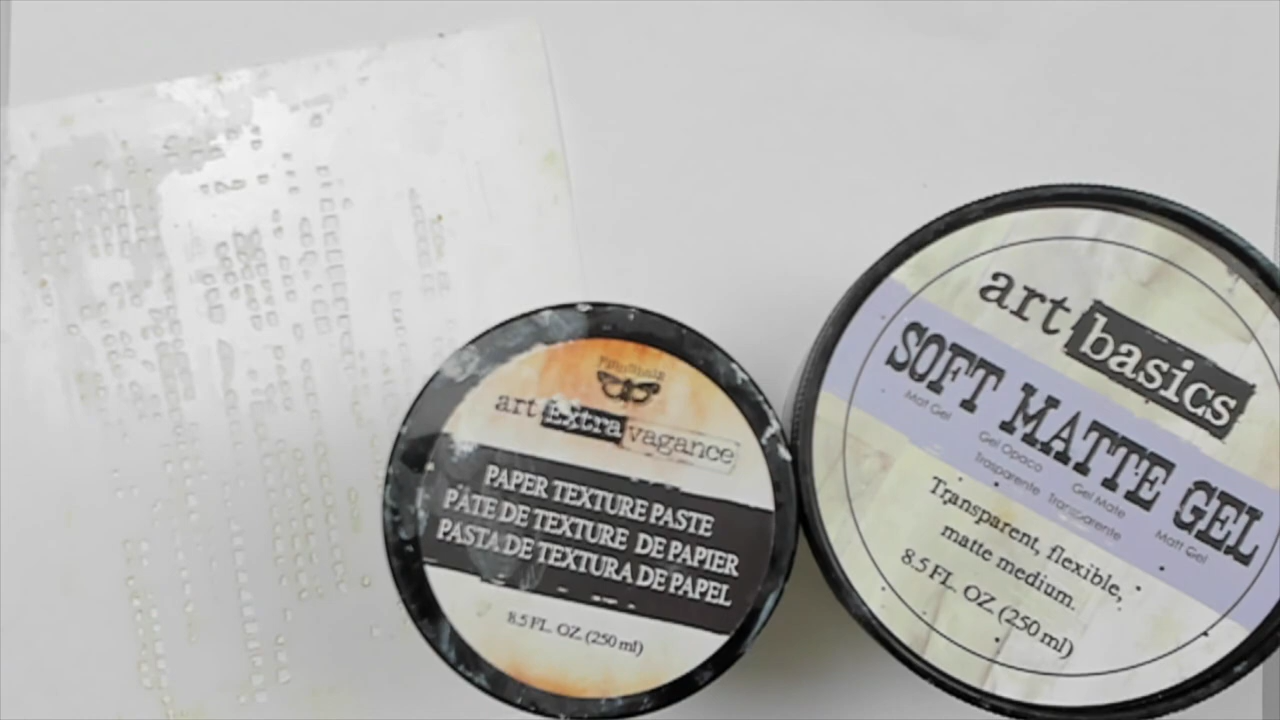 art extravagance
PAPER TEXTURE PASTE
PÂTE DE TEXTURE DE PAPIER
PASTA DE TEXTURA DE PAPEL
8.5 FL. OZ (250 ml)
art basics
SOFT MATTE GEL
Mat Gel
Gel Opaco
Trasparente
Gel Mate
Transparente
Matt Gel
Transparent, flexible,
matte medium.
8.5 FL. OZ (250 ml)